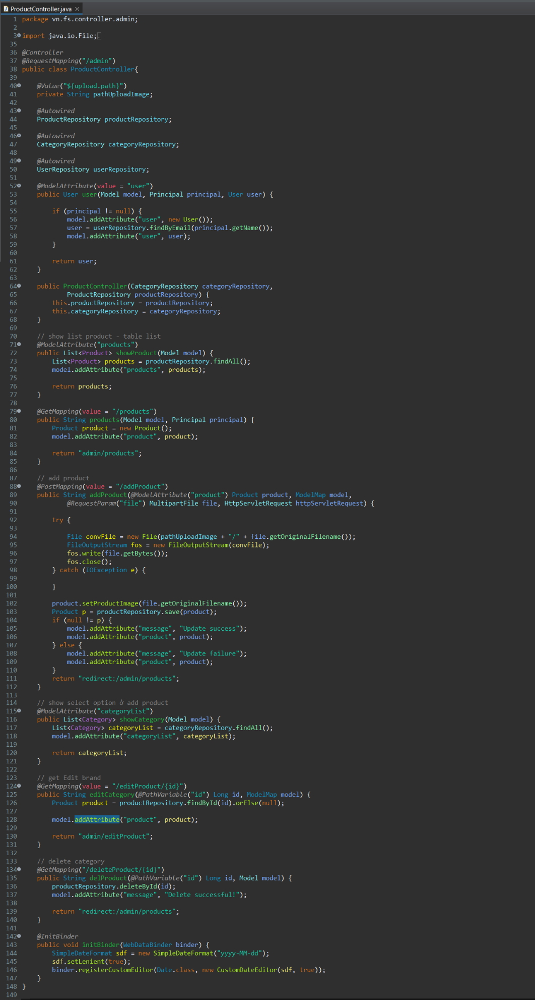 ProductController.java
1 package vn.fs.controller.admin;
2
3 import java.io.File;
35
36 @Controller
37 @RequestMapping("/admin")
38 public class ProductController{
39
40 @Value("${upload.path}")
41 private String pathUploadImage;
42
43 @Autowired
44 ProductRepository productRepository;
45
46 @Autowired
47 CategoryRepository categoryRepository;
48
49 @Autowired
50 UserRepository userRepository;
51
52 @ModelAttribute(value = "user")
53 public User user(Model model, Principal principal, User user) {
54
55 if (principal != null) {
56 model.addAttribute("user", new User());
57 user = userRepository.findByEmail(principal.getName());
58 model.addAttribute("user", user);
59 }
60
61 return user;
62 }
63
64 public ProductController(CategoryRepository categoryRepository,
65 ProductRepository productRepository) {
66 this.productRepository = productRepository;
67 this.categoryRepository = categoryRepository;
68 }
69
70 // show list product - table list
71 @ModelAttribute("products")
72 public List<Product> showProduct(Model model) {
73 List<Product> products = productRepository.findAll();
74 model.addAttribute("products", products);
75
76 return products;
77 }
78
79 @GetMapping(value = "/products")
80 public String products(Model model, Principal principal) {
81 Product product = new Product();
82 model.addAttribute("product", product);
83
84 return "admin/products";
85 }
86
87 // add product
88 @PostMapping(value = "/addProduct")
89 public String addProduct(@ModelAttribute("product") Product product, ModelMap model,
90 @RequestParam("file") MultipartFile file, HttpServletRequest httpServletRequest) {
91
92 try {
93
94 File convFile = new File(pathUploadImage + "/" + file.getOriginalFilename());
95 FileOutputStream fos = new FileOutputStream(convFile);
96 fos.write(file.getBytes());
97 fos.close();
98 } catch (IOException e) {
99
100 }
101
102 product.setProductImage(file.getOriginalFilename());
103 Product p = productRepository.save(product);
104 if (null != p) {
105 model.addAttribute("message", "Update success");
106 model.addAttribute("product", product);
107 } else {
108 model.addAttribute("message", "Update failure");
109 model.addAttribute("product", product);
110 }
111 return "redirect:/admin/products";
112 }
113
114 // show select option ở add product
115 @ModelAttribute("categoryList")
116 public List<Category> showCategory(Model model) {
117 List<Category> categoryList = categoryRepository.findAll();
118 model.addAttribute("categoryList", categoryList);
119
120 return categoryList;
121 }
122
123 // get Edit brand
124 @GetMapping(value = "/editProduct/{id}")
125 public String editCategory(@PathVariable("id") Long id, ModelMap model) {
126 Product product = productRepository.findById(id).orElse(null);
127
128 model.addAttribute("product", product);
129
130 return "admin/editProduct";
131 }
132
133 // delete category
134 @GetMapping("/deleteProduct/{id}")
135 public String delProduct(@PathVariable("id") Long id, Model model) {
136 productRepository.deleteById(id);
137 model.addAttribute("message", "Delete successful!");
138
139 return "redirect:/admin/products";
140 }
141
142 @InitBinder
143 public void initBinder(WebDataBinder binder) {
144 SimpleDateFormat sdf = new SimpleDateFormat("yyyy-MM-dd");
145 sdf.setLenient(true);
146 binder.registerCustomEditor(Date.class, new CustomDateEditor(sdf, true));
147 }
148 }
149